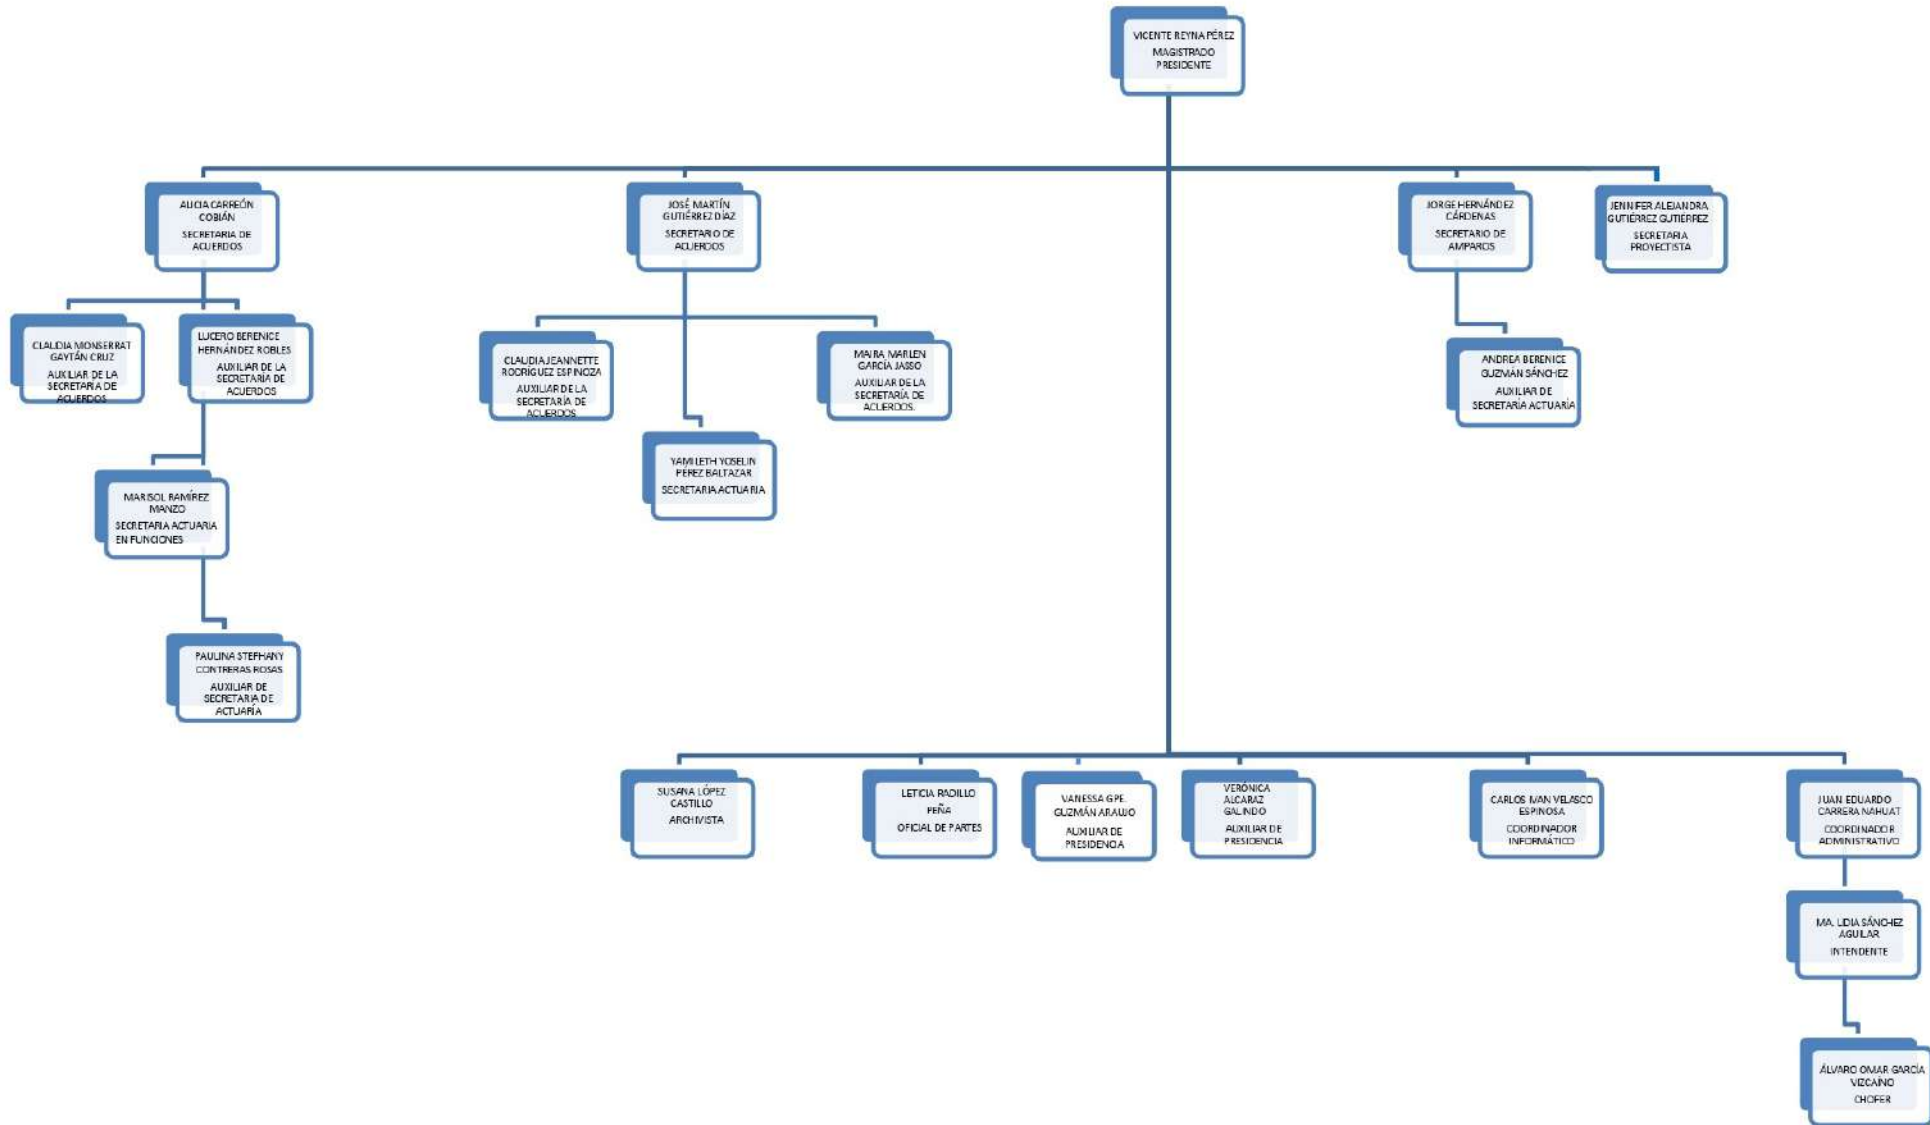 VICENTE REYNA PÉREZ
MAGISTRADO
PRESIDENTE
ALICIA CARREÓN
COBIÁN
SECRETARIA DE
ACUERDOS
JOSÉ MARTÍN
GUTIÉRREZ DÍAZ
SECRETARIO DE
ACUERDOS
JORGE HERNÁNDEZ
CÁRDENAS
SECRETARIO DE
AMPAROS
JENNIFER ALEJANDRA
GUTIÉRREZ GUTIÉRREZ
SECRETARIA
PROYECTISTA
CLAUDIA MONSERRAT
GAYTÁN CRUZ
AUXILIAR DE LA
SECRETARÍA DE
ACUERDOS
LUCERO BERENICE
HERNÁNDEZ ROBLES
AUXILIAR DE LA
SECRETARÍA DE
ACUERDOS
CLAUDIA JEANNETTE
RODRÍGUEZ ESPINOZA
AUXILIAR DE LA
SECRETARÍA DE
ACUERDOS
MAIRA MARLEN
GARCÍA JASSO
AUXILIAR DE LA
SECRETARÍA DE
ACUERDOS.
ANDREA BERENICE
GUZMÁN SÁNCHEZ
AUXILIAR DE
SECRETARÍA ACTUARÍA
YAMILETH YOSELIN
PÉREZ BALTAZAR
SECRETARIA ACTUARIA
MARISOL RAMÍREZ
MANZO
SECRETARIA ACTUARIA
EN FUNCIONES
PAULINA STEPHANY
CONTRERAS ROSAS
AUXILIAR DE
SECRETARIA DE
ACTUARÍA
SUSANA LÓPEZ
CASTILLO
ARCHIVISTA
LETICIA RADILLO
PEÑA
OFICIAL DE PARTES
VANESSA GPE.
GUZMÁN ARAUJO
AUXILIAR DE
PRESIDENCIA
VERÓNICA
ALCARAZ
GALINDO
AUXILIAR DE
PRESIDENCIA
CARLOS IVAN VELASCO
ESPINOSA
COORDINADOR
INFORMÁTICO
JUAN EDUARDO
CARRERA NAHUAT
COORDINADOR
ADMINISTRATIVO
MA. LIDIA SÁNCHEZ
AGUILAR
INTENDENTE
ÁLVARO OMAR GARCÍA
VIZCAÍNO
CHOFER